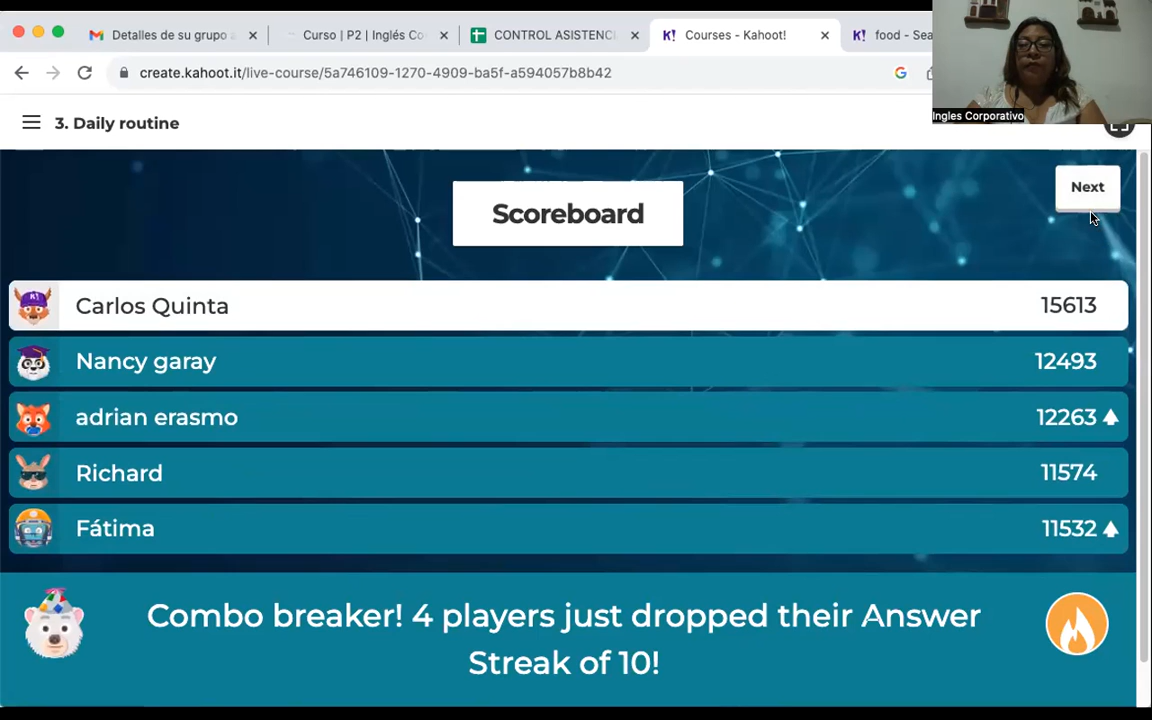 Detalles de su grupo
Curso | P2 | Inglés Co
CONTROL ASISTENCI
K! Courses - Kahoot!
K! food - Sea
create.kahoot.it/live-course/5a746109-1270-4909-ba5f-a594057b8b42
Ingles Corporativo
3. Daily routine
Next
Scoreboard
Carlos Quinta 15613
Nancy garay 12493
adrian erasmo 12263
Richard 11574
Fátima 11532
Combo breaker! 4 players just dropped their Answer
Streak of 10!